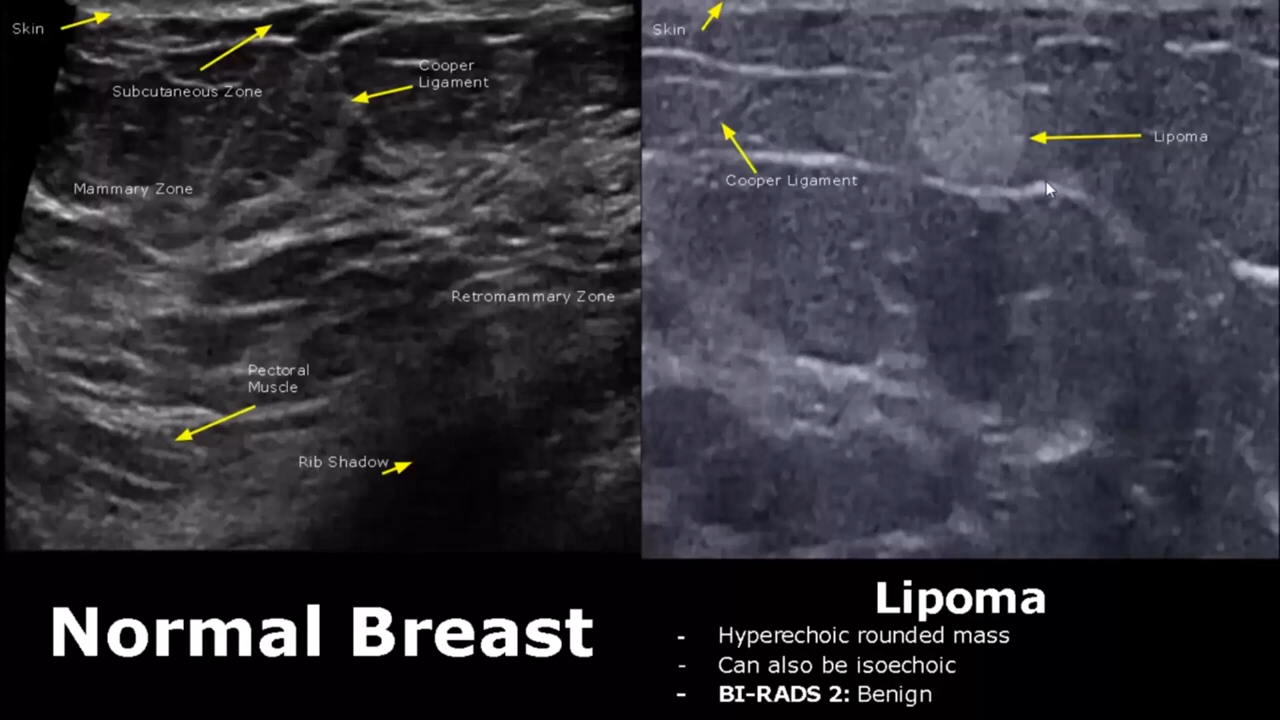 Skin
Subcutaneous Zone
Cooper
Ligament
Mammary Zone
Retromammary Zone
Pectoral
Muscle
Rib Shadow
Normal Breast
Skin
Lipoma
Cooper Ligament
Lipoma
- Hyperechoic rounded mass
- Can also be isoechoic
- BI-RADS 2: Benign